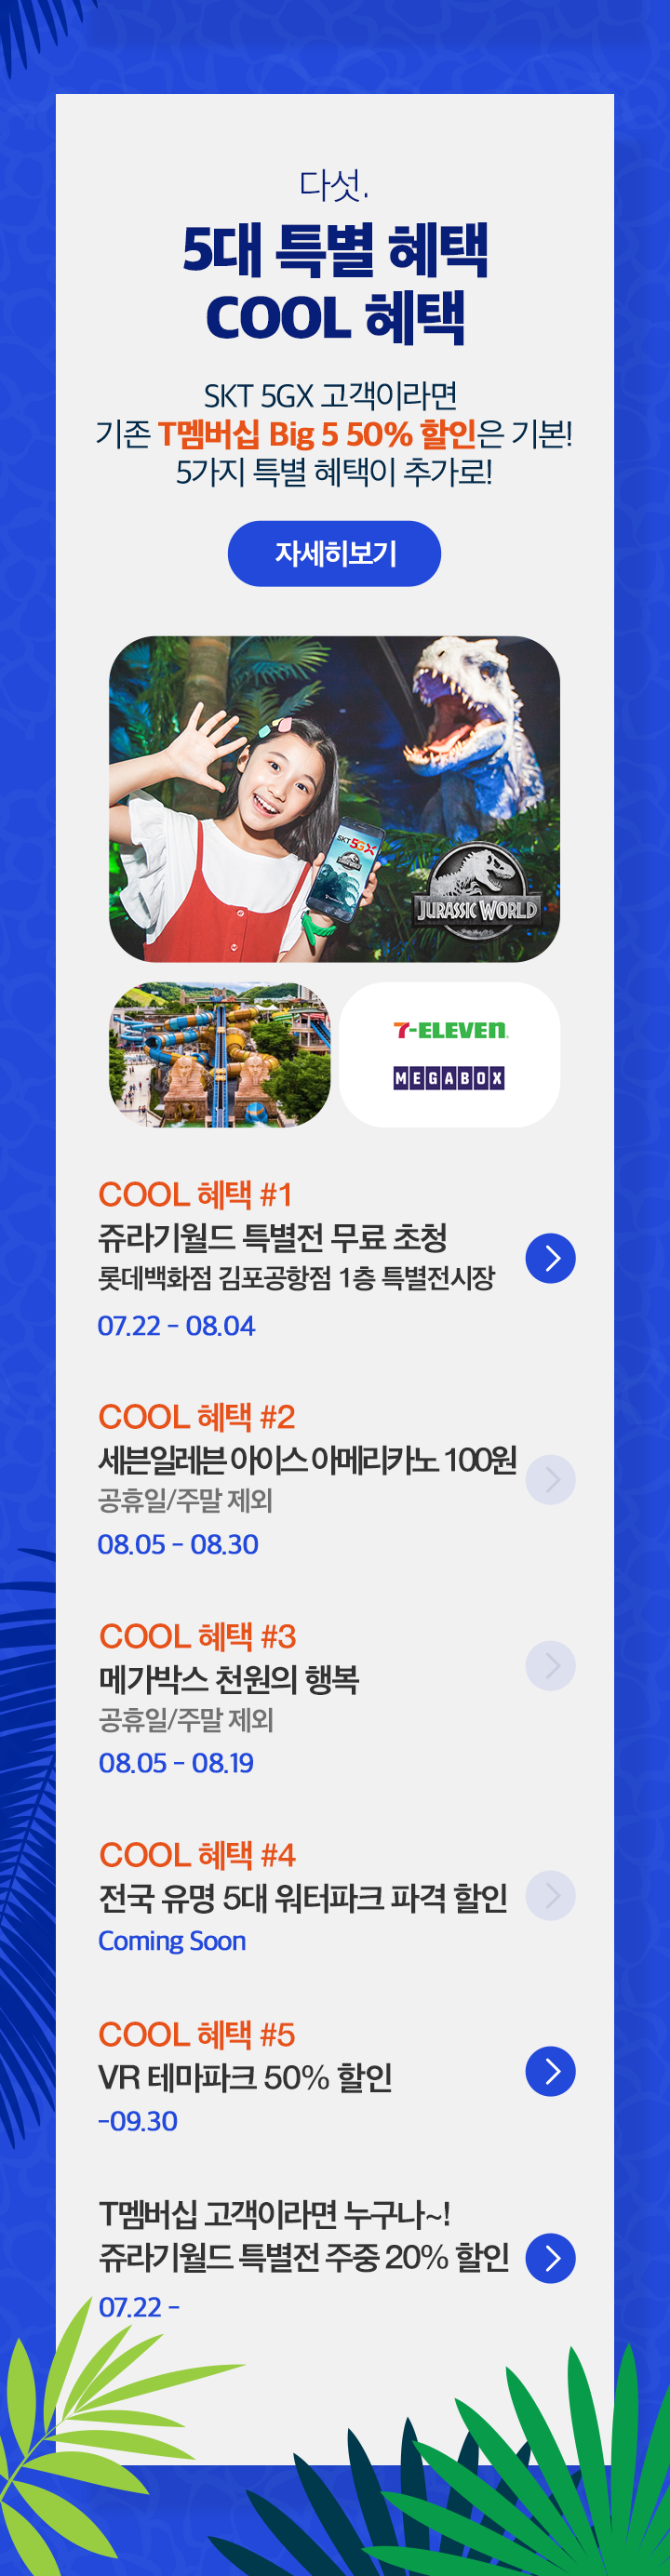 다섯.
5대 특별 혜택
COOL 혜택
SKT 5GX 고객이라면
기존 T멤버십 Big 5 50% 할인은 기본!
5가지 특별 혜택이 추가로!
자세히보기
SKT 5GX
JURASSIC WORLD
7-ELEVEn
MEGABOX
COOL 혜택 #1
쥬라기월드 특별전 무료 초청
롯데백화점 김포공항점 1층 특별전시장
07.22 - 08.04
COOL 혜택 #2
세븐일레븐 아이스 아메리카노 100원
공휴일/주말 제외
08.05 - 08.30
COOL 혜택 #3
메가박스 천원의 행복
공휴일/주말 제외
08.05 - 08.19
COOL 혜택 #4
전국 유명 5대 워터파크 파격 할인
Coming Soon
COOL 혜택 #5
VR 테마파크 50% 할인
-09.30
T멤버십 고객이라면 누구나~!
쥬라기월드 특별전 주중 20% 할인
07.22 -